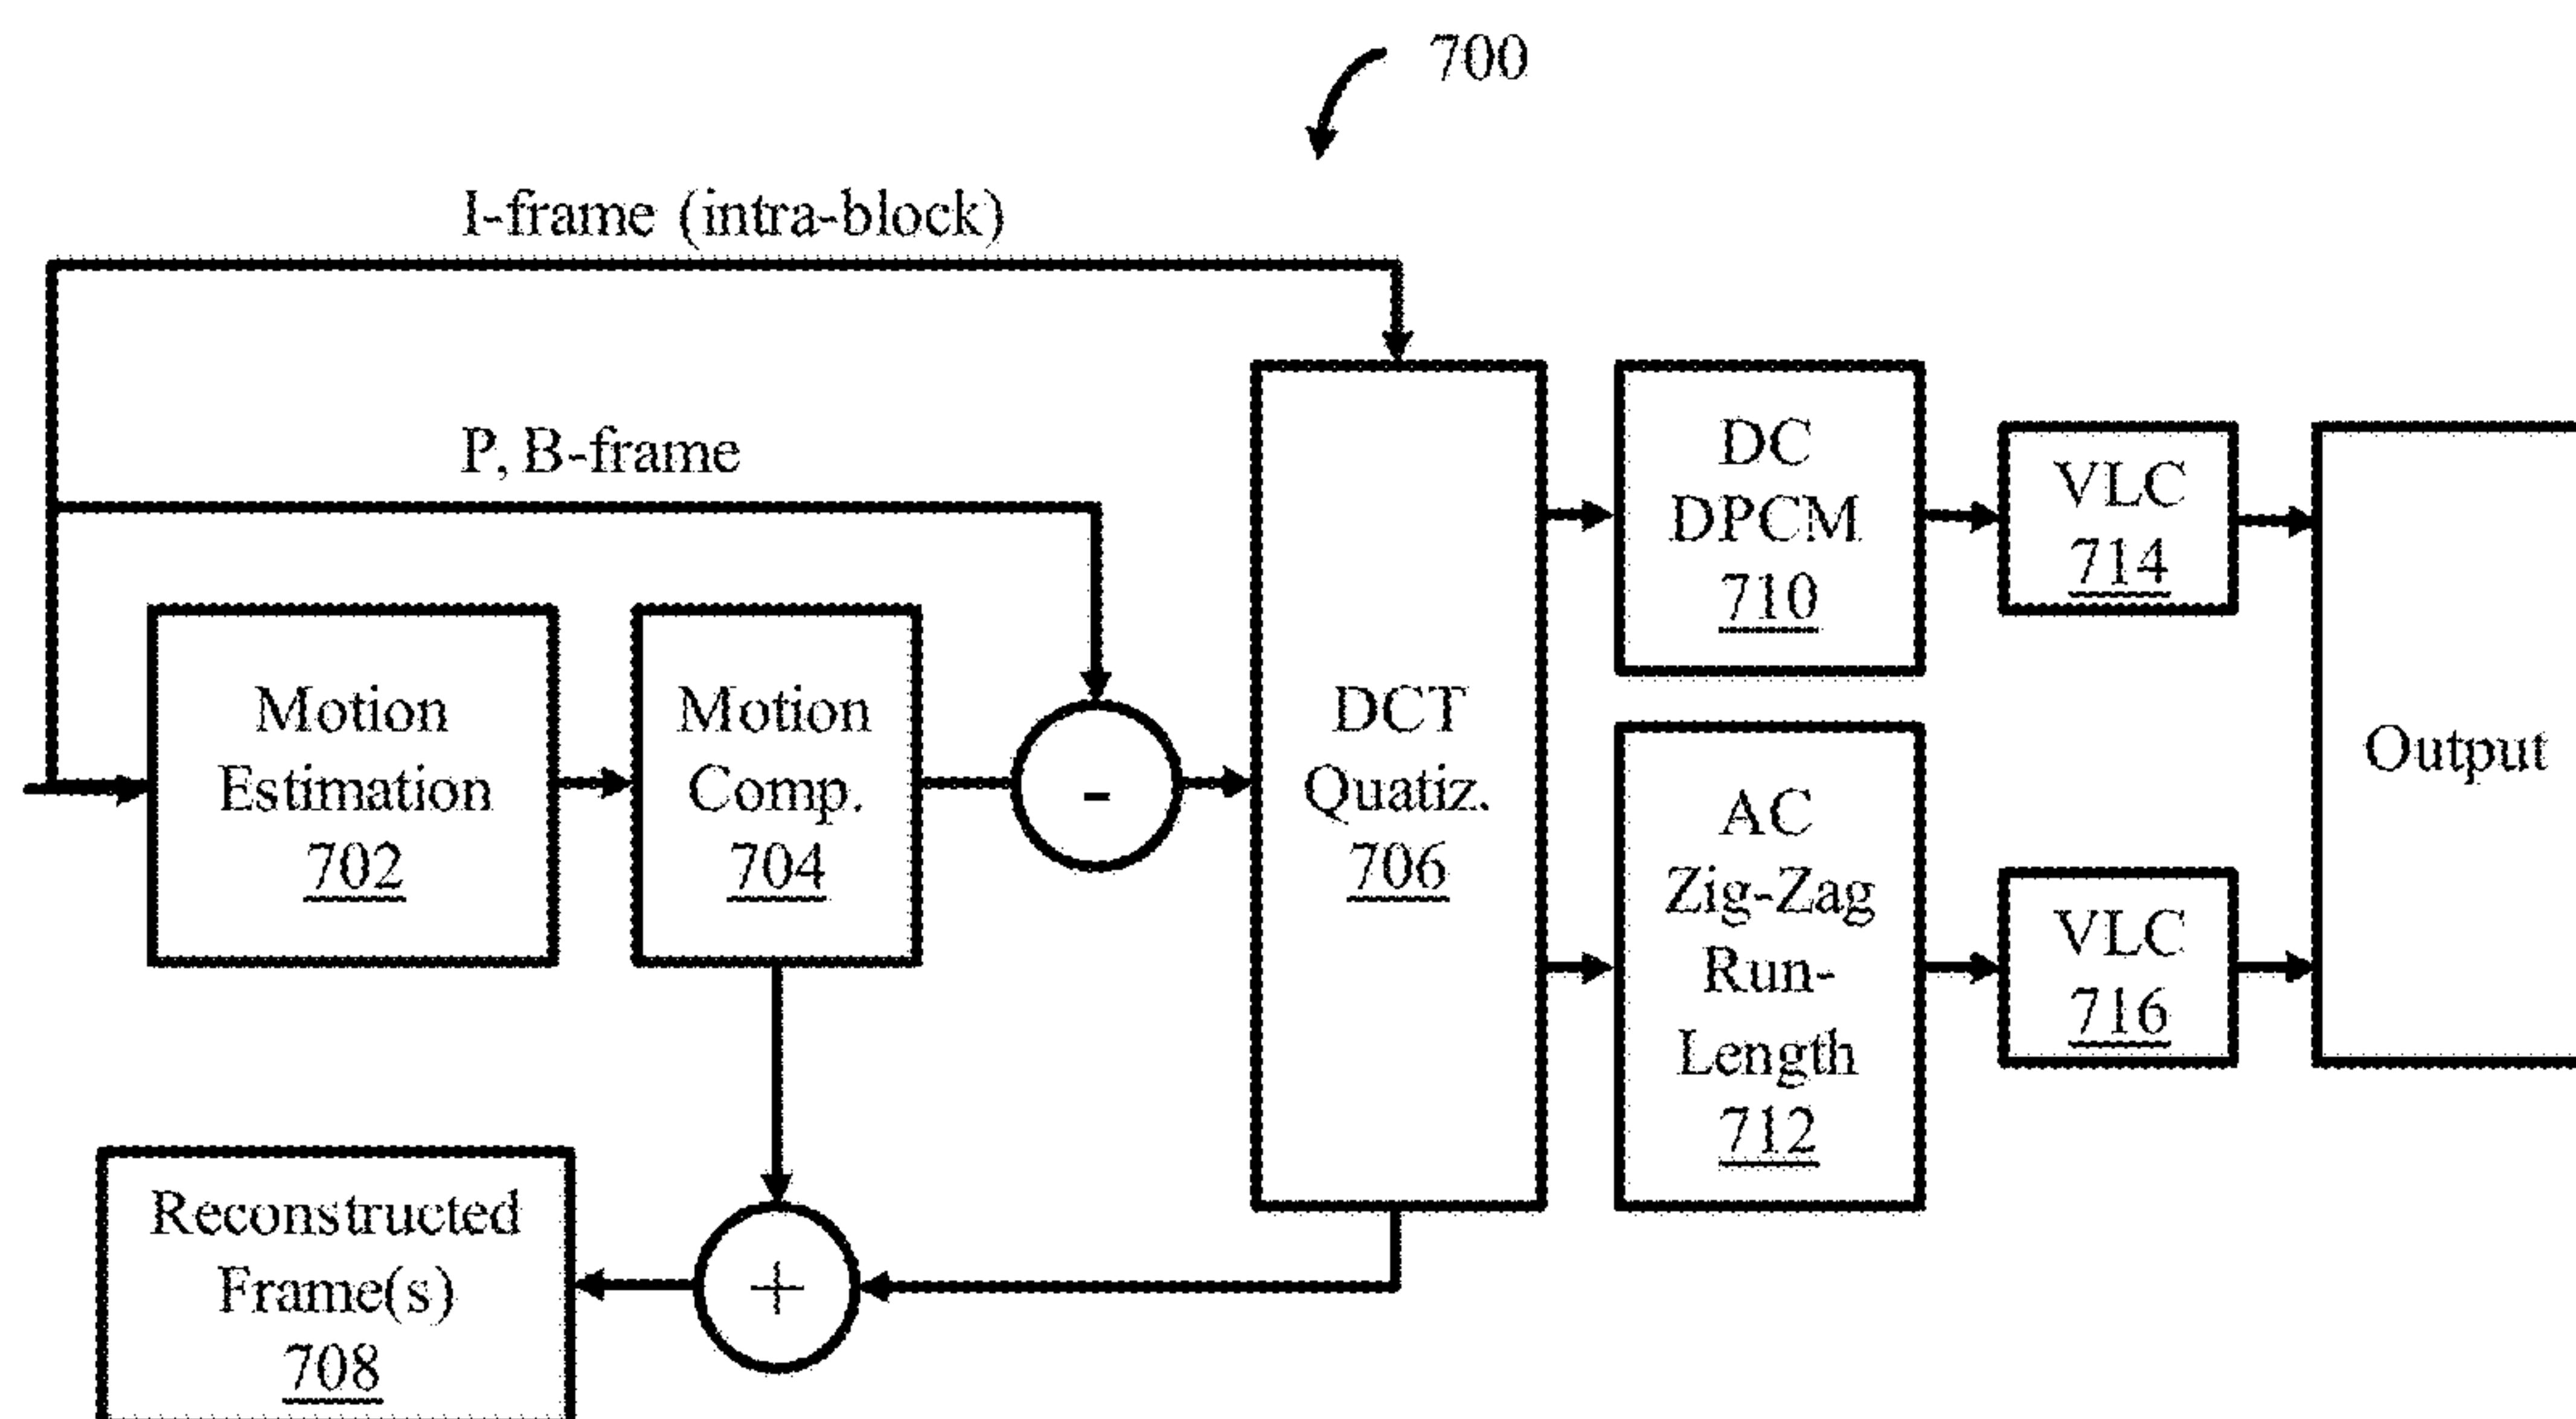 700
I-frame (intra-block)
P, B-frame
Motion
Estimation
702
Motion
Comp.
704
-
DCT
Quatiz.
706
DC
DPCM
710
VLC
714
AC
Zig-Zag
Run-
Length
712
VLC
716
Output
Reconstructed
Frame(s)
708
+